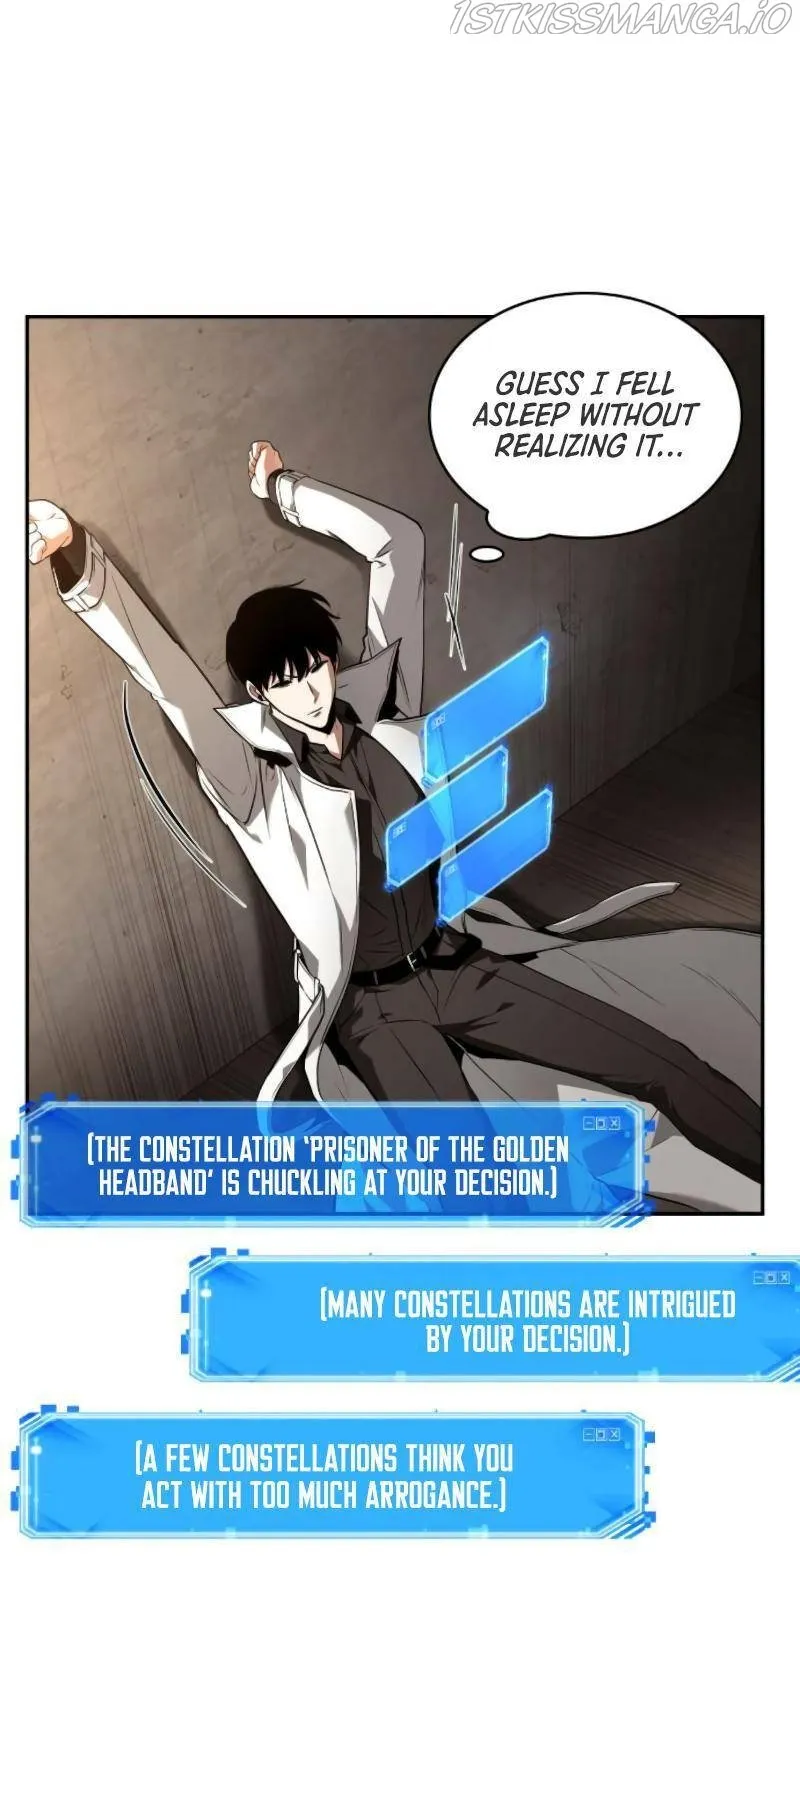 1STKISSMANGA.IO
GUESS I FELL
ASLEEP WITHOUT
REALIZING IT...
[THE CONSTELLATION 'PRISONER OF THE GOLDEN
HEADBAND' IS CHUCKLING AT YOUR DECISION.]
[MANY CONSTELLATIONS ARE INTRIGUED
BY YOUR DECISION.]
[A FEW CONSTELLATIONS THINK YOU
ACT WITH TOO MUCH ARROGANCE.]